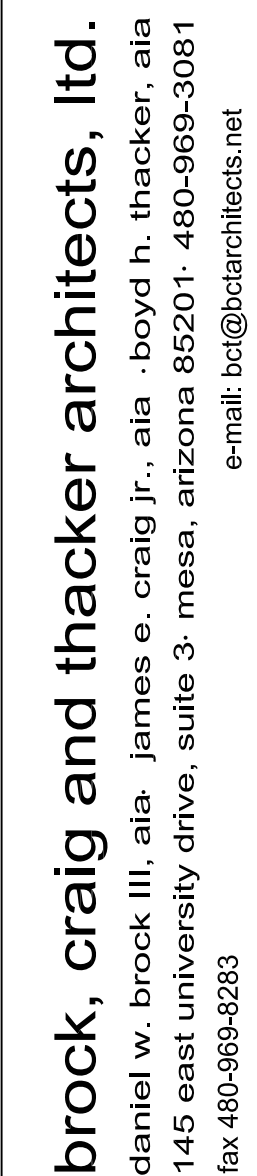 brock, craig and thacker architects, ltd.
daniel w. brock III, aia· james e. craig jr., aia ·boyd h. thacker, aia
145 east university drive, suite 3· mesa, arizona 85201· 480-969-3081
fax 480-969-8283 e-mail: bct@bctarchitects.net